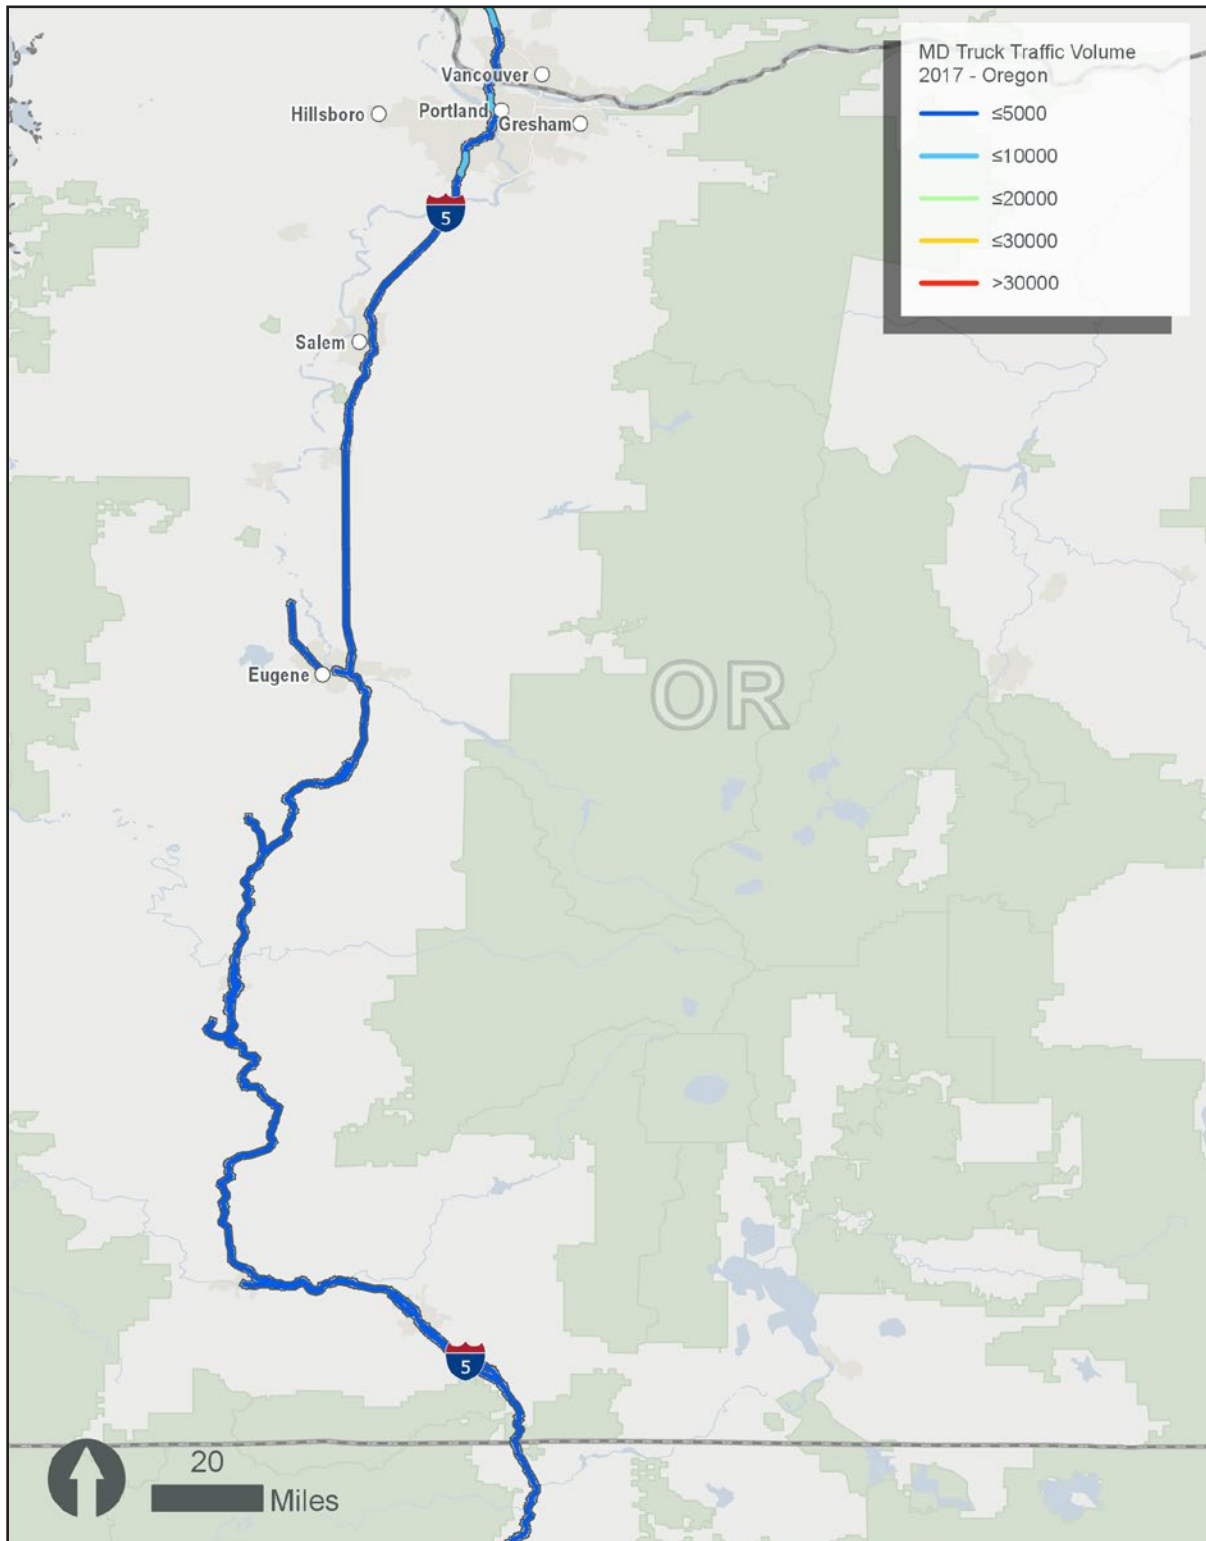 MD Truck Traffic Volume
2017 - Oregon
≤5000
≤10000
≤20000
≤30000
>30000
Vancouver
Hillsboro
Portland
Gresham
5
Salem
Eugene
OR
5
20
Miles